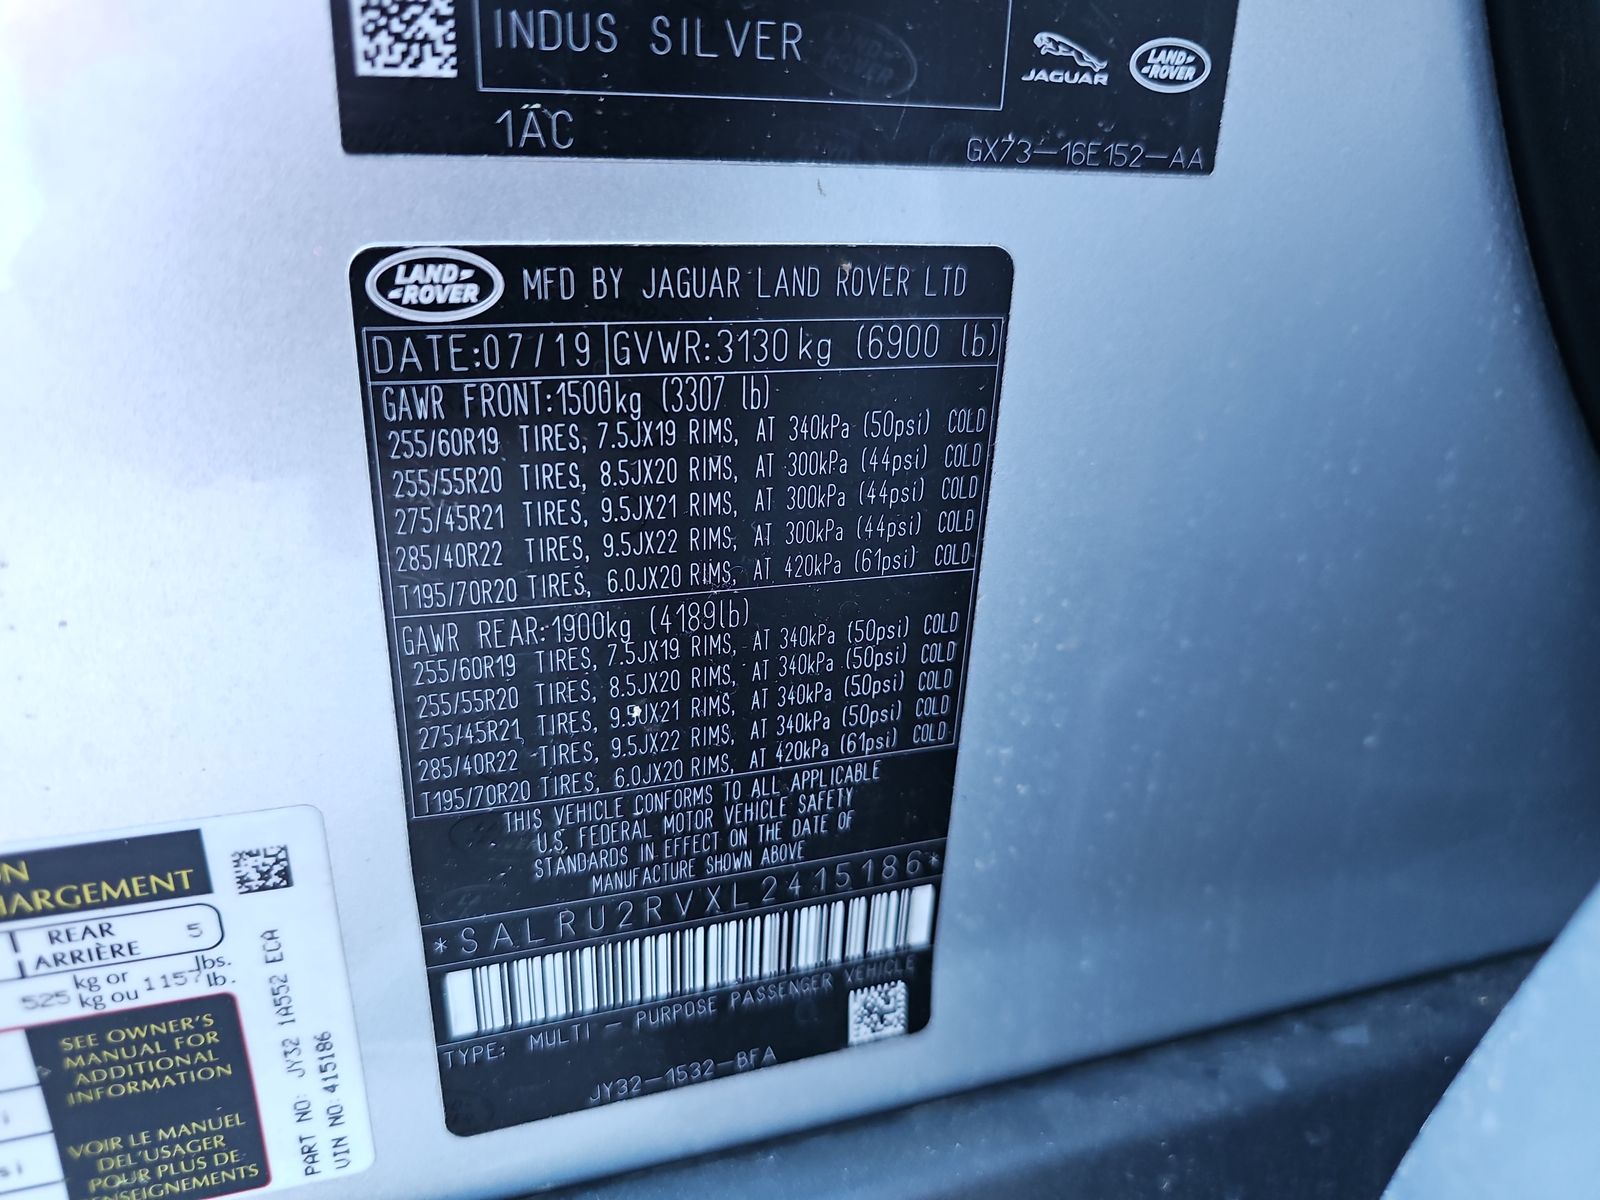 INDUS SILVER
JAGUAR
LAND-
-ROVER
1AC
GX73-16E152-AA
LAND-
-ROVER
MFD BY JAGUAR LAND ROVER LTD
DATE:07/19 GVWR:3130 kg (6900 lb)
GAWR FRONT:1500kg (3307 lb)
255/60R19 TIRES, 7.5JX19 RIMS, AT 340kPa (50psi) COLD
255/55R20 TIRES, 8.5JX20 RIMS, AT 300kPa (44psi) COLD
275/45R21 TIRES, 9.5JX21 RIMS, AT 300kPa (44psi) COLD
285/40R22 TIRES, 9.5JX22 RIMS, AT 300kPa (44psi) COLD
T195/70R20 TIRES, 6.0JX20 RIMS, AT 420kPa (61psi) COLD
GAWR REAR:1900kg (4189lb)
255/60R19 TIRES, 7.5JX19 RIMS, AT 340kPa (50psi) COLD
255/55R20 TIRES, 8.5JX20 RIMS, AT 340kPa (50psi) COLD
275/45R21 TIRES, 9.5JX21 RIMS, AT 340kPa (50psi) COLD
285/40R22 TIRES, 9.5JX22 RIMS, AT 340kPa (50psi) COLD
T195/70R20 TIRES, 6.0JX20 RIMS, AT 420kPa (61psi) COLD
THIS VEHICLE CONFORMS TO ALL APPLICABLE
U.S. FEDERAL MOTOR VEHICLE SAFETY
STANDARDS IN EFFECT ON THE DATE OF
MANUFACTURE SHOWN ABOVE
*SALRU2RVXL2415186*
TYPE: MULTI - PURPOSE PASSENGER VEHICLE
JY32-1532-BFA
ON
HARGEMENT
REAR 5
ARRIÈRE
525 kg or 1157 lbs.
kg ou lb.
SEE OWNER'S
MANUAL FOR
ADDITIONAL
INFORMATION
VOIR LE MANUEL
DEL'USAGER
POUR PLUS DE
ENSEIGNEMENTS
PART NO: JY32 1A552 ECA
VIN NO: 415186